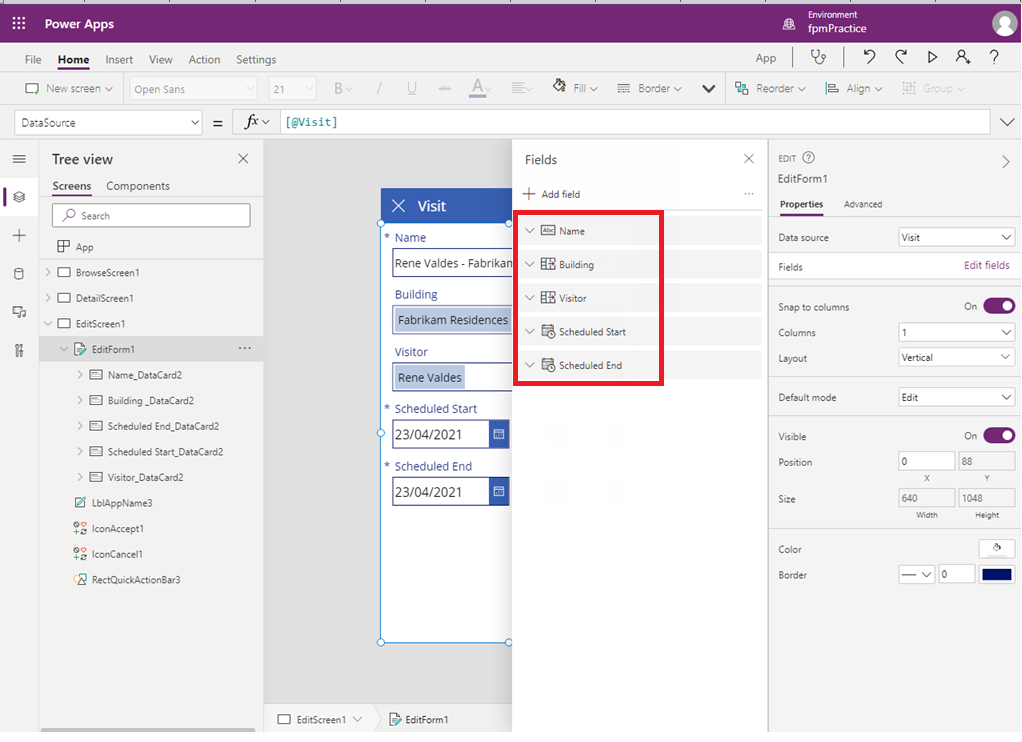 Power Apps
Environment
fpmPractice
File Home Insert View Action Settings App
New screen Open Sans 21 B / U abc A Fill Border Reorder Align Group
DataSource = fx [@Visit]
Tree view
Screens Components
Search
App
BrowseScreen1
DetailScreen1
EditScreen1
EditForm1
Name_DataCard2
Building _DataCard2
Scheduled End_DataCard2
Scheduled Start_DataCard2
Visitor_DataCard2
LblAppName3
IconAccept1
IconCancel1
RectQuickActionBar3
Visit
* Name
Rene Valdes - Fabrikam
Building
Fabrikam Residences
Visitor
Rene Valdes
* Scheduled Start
23/04/2021
* Scheduled End
23/04/2021
EditScreen1 EditForm1
Fields
Add field
Abc Name
Building
Visitor
Scheduled Start
Scheduled End
EDIT
EditForm1
Properties Advanced
Data source Visit
Fields Edit fields
Snap to columns On
Columns 1
Layout Vertical
Default mode Edit
Visible On
Position 0 88
X Y
Size 640 1048
Width Height
Color
Border 0